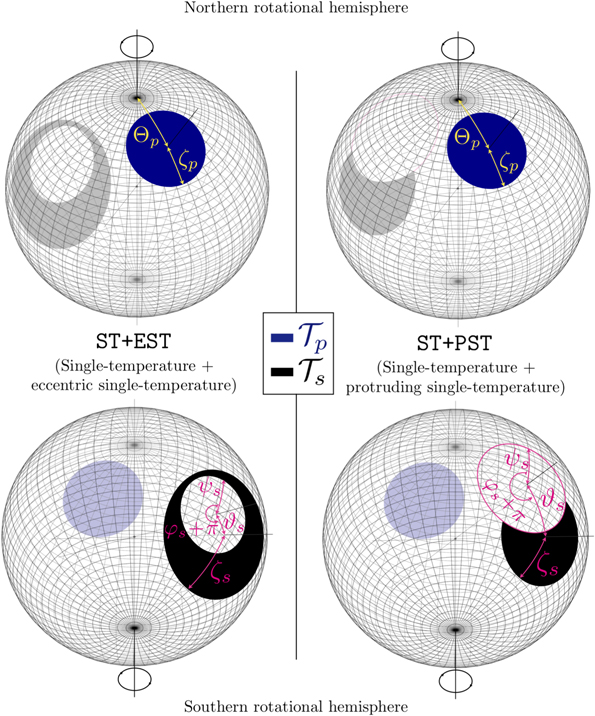 Northern rotational hemisphere
Θp
ζp
Θp
ζp
ST+EST
(Single-temperature +
eccentric single-temperature)
𝒯p
𝒯s
ST+PST
(Single-temperature +
protruding single-temperature)
ψs
φs + π
ϑs
ζs
ψs
φs + π
ϑs
ζs
Southern rotational hemisphere